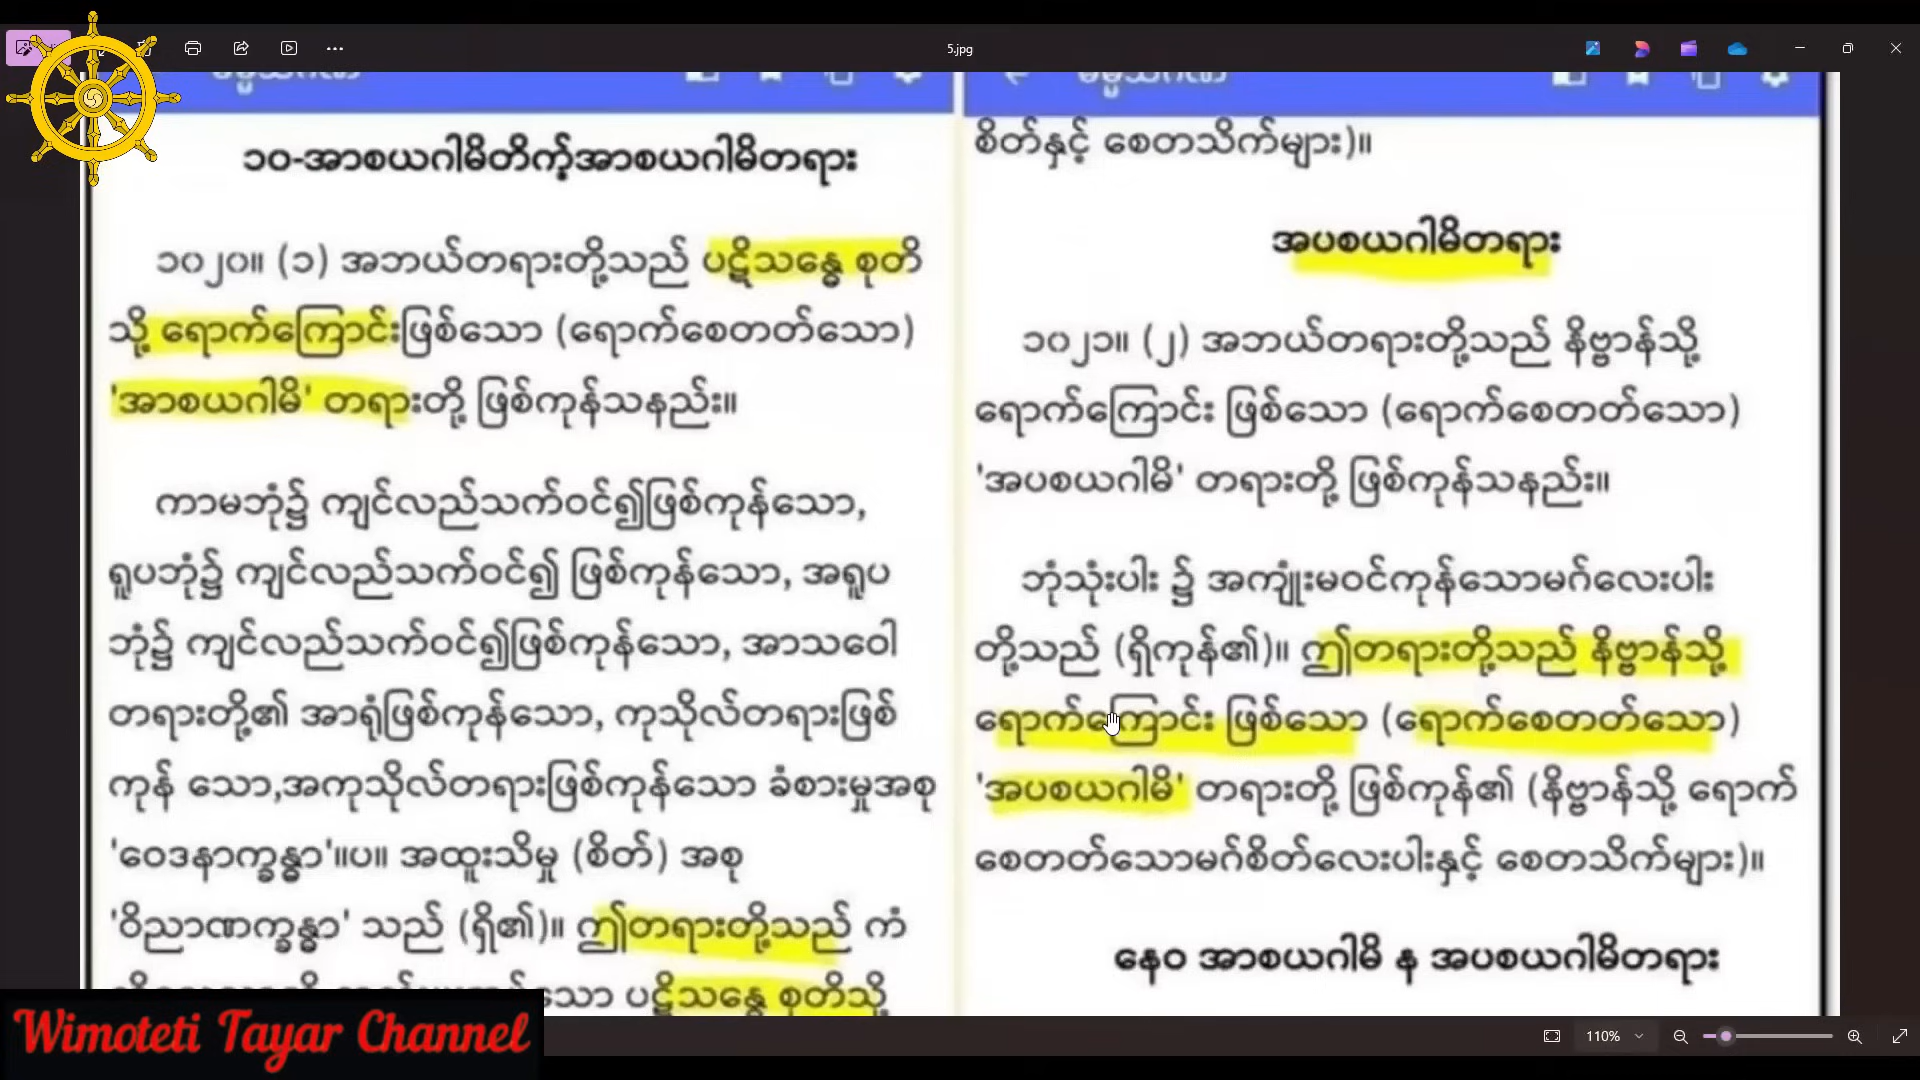 5.jpg
ဓမ္မသင်္ဂဏီ
၁၀-အာစယဂါမိတိက်အာစယဂါမိတရား
၁၀၂၀။ (၁) အဘယ်တရားတို့သည် ပဋိသန္ဓေ စုတိ
သို့ ရောက်ကြောင်းဖြစ်သော (ရောက်စေတတ်သော)
'အာစယဂါမိ' တရားတို့ ဖြစ်ကုန်သနည်း။
ကာမဘုံ၌ ကျင်လည်သက်ဝင်၍ဖြစ်ကုန်သော,
ရူပဘုံ၌ ကျင်လည်သက်ဝင်၍ ဖြစ်ကုန်သော, အရူပ
ဘုံ၌ ကျင်လည်သက်ဝင်၍ဖြစ်ကုန်သော, အာသဝေါ
တရားတို့၏ အာရုံဖြစ်ကုန်သော, ကုသိုလ်တရားဖြစ်
ကုန် သော,အကုသိုလ်တရားဖြစ်ကုန်သော ခံစားမှုအစု
'ဝေဒနာက္ခန္ဓာ'။ပ။ အထူးသိမှု (စိတ်) အစု
'ဝိညာဏက္ခန္ဓာ' သည် (ရှိ၏)။ ဤတရားတို့သည် ကံ
သော ပဋိသန္ဓေ စုတိသို့
ဓမ္မသင်္ဂဏီ
စိတ်နှင့် စေတသိက်များ)။
အပစယဂါမိတရား
၁၀၂၁။ (၂) အဘယ်တရားတို့သည် နိဗ္ဗာန်သို့
ရောက်ကြောင်း ဖြစ်သော (ရောက်စေတတ်သော)
'အပစယဂါမိ' တရားတို့ ဖြစ်ကုန်သနည်း။
ဘုံသုံးပါး ၌ အကျုံးမဝင်ကုန်သောမဂ်လေးပါး
တို့သည် (ရှိကုန်၏)။ ဤတရားတို့သည် နိဗ္ဗာန်သို့
ရောက်ကြောင်း ဖြစ်သော (ရောက်စေတတ်သော)
'အပစယဂါမိ' တရားတို့ ဖြစ်ကုန်၏ (နိဗ္ဗာန်သို့ ရောက်
စေတတ်သောမဂ်စိတ်လေးပါးနှင့် စေတသိက်များ)။
နေဝ အာစယဂါမိ န အပစယဂါမိတရား
Wimoteti Tayar Channel
110%